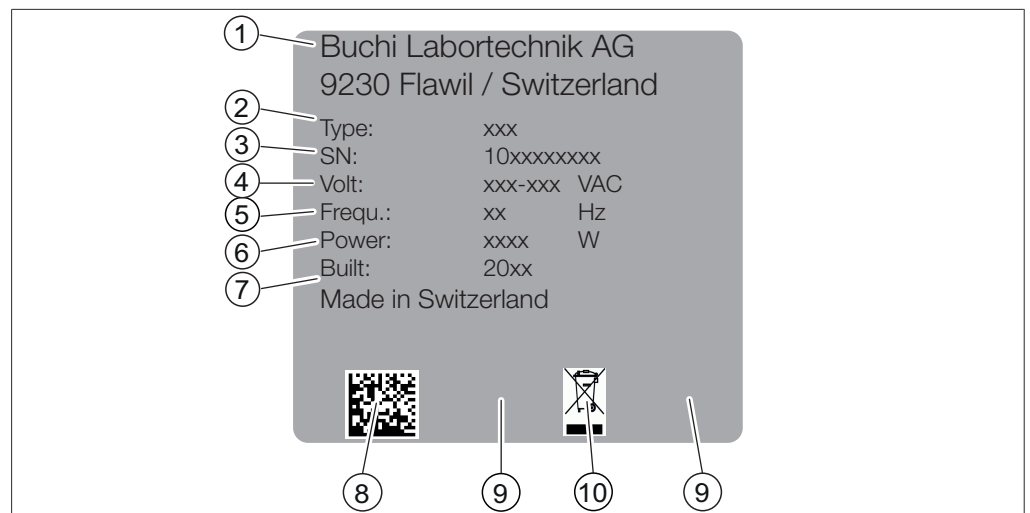 1 Buchi Labortechnik AG
9230 Flawil / Switzerland
2 Type: xxx
3 SN: 10xxxxxxxx
4 Volt: xxx-xxx VAC
5 Frequ.: xx Hz
6 Power: xxxx W
7 Built: 20xx
Made in Switzerland
8 9 10 9